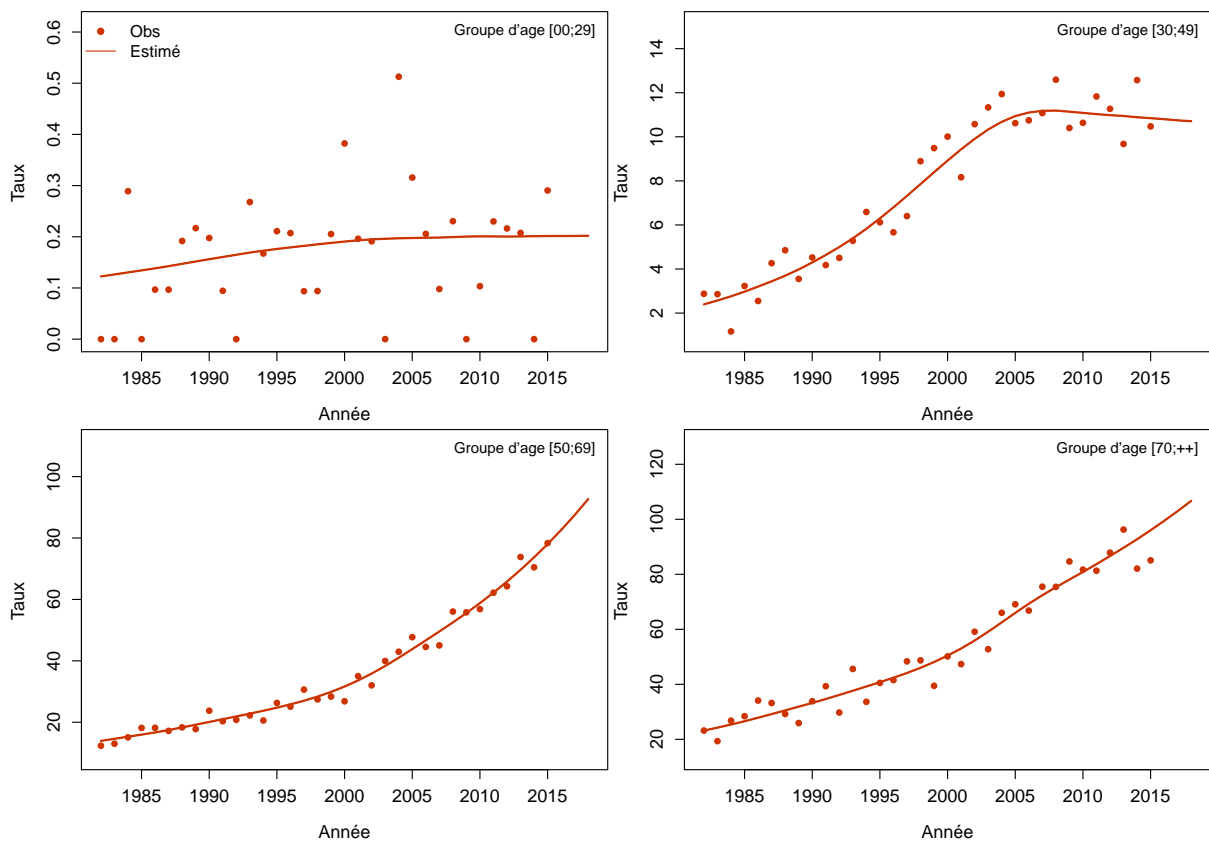 Obs
Estimé
Groupe d'age [00;29]
Taux
0.6
0.5
0.4
0.3
0.2
0.1
0.0
1985 1990 1995 2000 2005 2010 2015
Année
Groupe d'age [30;49]
Taux
14
12
10
8
6
4
2
1985 1990 1995 2000 2005 2010 2015
Année
Groupe d'age [50;69]
Taux
100
80
60
40
20
1985 1990 1995 2000 2005 2010 2015
Année
Groupe d'age [70;++]
Taux
120
100
80
60
40
20
1985 1990 1995 2000 2005 2010 2015
Année